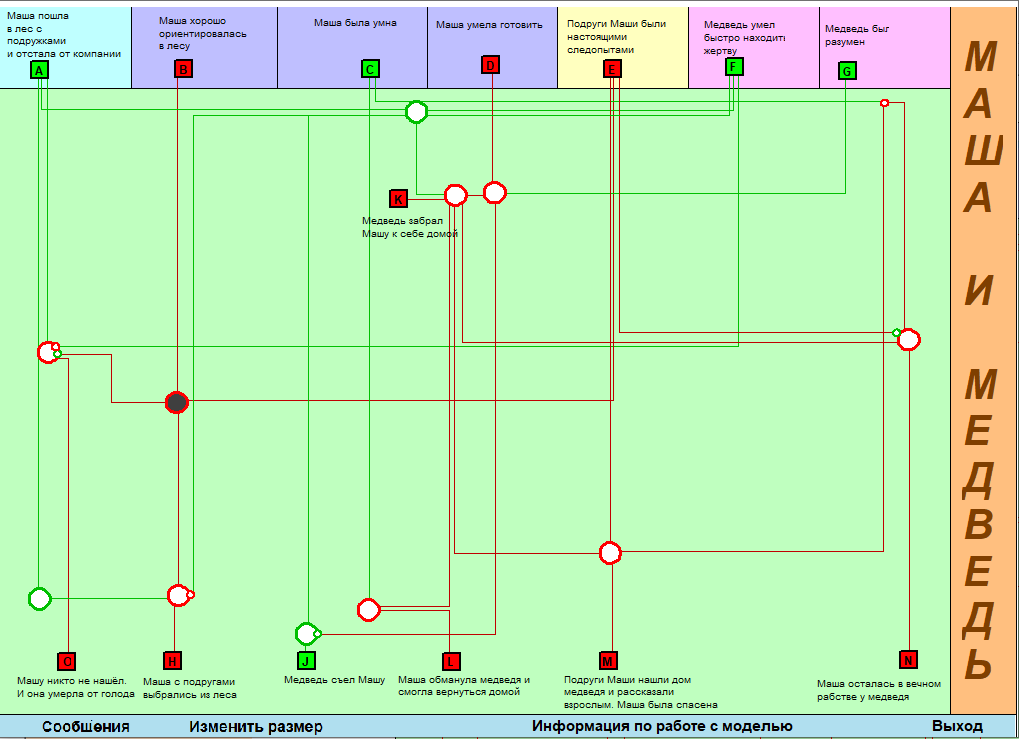 Маша пошла
в лес с
подружками
и отстала от компании
A
Маша хорошо
ориентировалась
в лесу
B
Маша была умна
C
Маша умела готовить
D
Подруги Маши были
настоящими
следопытами
E
Медведь умел
быстро находить
жертву
F
Медведь был
разумен
G
МАША И МЕДВЕДЬ
K
Медведь забрал
Машу к себе домой
O
Машу никто не нашёл.
И она умерла от голода
H
Маша с подругами
выбрались из леса
J
Медведь съел Машу
L
Маша обманула медведя и
смогла вернуться домой
M
Подруги Маши нашли дом
медведя и рассказали
взрослым. Маша была спасена
N
Маша осталась в вечном
рабстве у медведя
Сообщения Изменить размер Информация по работе с моделью Выход